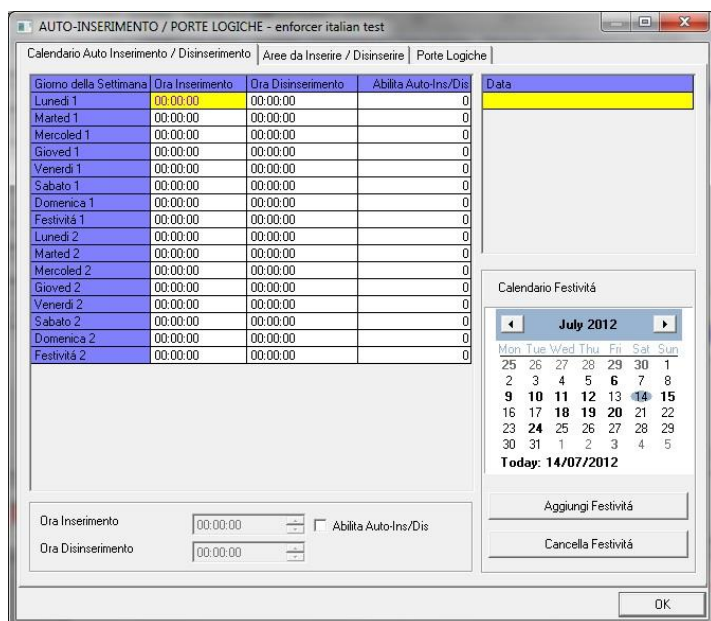 AUTO-INSERIMENTO / PORTE LOGICHE - enforcer italian test
Calendario Auto Inserimento / Disinserimento Aree da Inserire / Disinserire Porte Logiche
Giorno della Settimana Ora Inserimento Ora Disinserimento Abilita Auto-Ins/Dis
Lunedi 1 00:00:00 00:00:00 0
Marted 1 00:00:00 00:00:00 0
Mercoled 1 00:00:00 00:00:00 0
Gioved 1 00:00:00 00:00:00 0
Venerdi 1 00:00:00 00:00:00 0
Sabato 1 00:00:00 00:00:00 0
Domenica 1 00:00:00 00:00:00 0
Festivitá 1 00:00:00 00:00:00 0
Lunedi 2 00:00:00 00:00:00 0
Marted 2 00:00:00 00:00:00 0
Mercoled 2 00:00:00 00:00:00 0
Gioved 2 00:00:00 00:00:00 0
Venerdi 2 00:00:00 00:00:00 0
Sabato 2 00:00:00 00:00:00 0
Domenica 2 00:00:00 00:00:00 0
Festivitá 2 00:00:00 00:00:00 0
Data
Calendario Festivitá
July 2012
Mon Tue Wed Thu Fri Sat Sun
25 26 27 28 29 30 1
2 3 4 5 6 7 8
9 10 11 12 13 14 15
16 17 18 19 20 21 22
23 24 25 26 27 28 29
30 31 1 2 3 4 5
Today: 14/07/2012
Aggiungi Festivitá
Cancella Festivitá
Ora Inserimento 00:00:00 Abilita Auto-Ins/Dis
Ora Disinserimento 00:00:00
OK